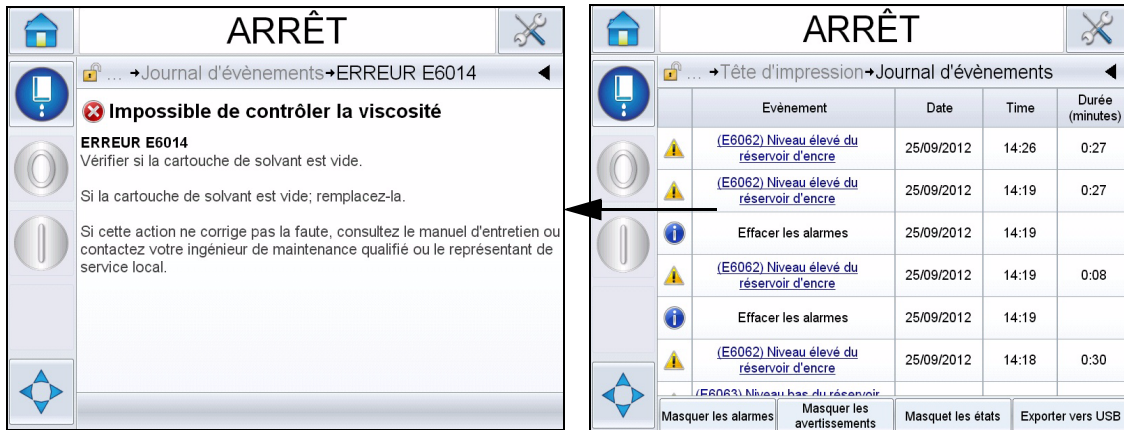 ARRÊT
... →Journal d'évènements→ERREUR E6014
Impossible de contrôler la viscosité
ERREUR E6014
Vérifier si la cartouche de solvant est vide.
Si la cartouche de solvant est vide; remplacez-la.
Si cette action ne corrige pas la faute, consultez le manuel d'entretien ou
contactez votre ingénieur de maintenance qualifié ou le représentant de
service local.
ARRÊT
... →Tête d'impression→Journal d'évènements
Evènement Date Time Durée
(minutes)
(E6062) Niveau élevé du
réservoir d'encre 25/09/2012 14:26 0:27
(E6062) Niveau élevé du
réservoir d'encre 25/09/2012 14:19 0:27
Effacer les alarmes 25/09/2012 14:19
(E6062) Niveau élevé du
réservoir d'encre 25/09/2012 14:19 0:08
Effacer les alarmes 25/09/2012 14:19
(E6062) Niveau élevé du
réservoir d'encre 25/09/2012 14:18 0:30
(E6063) Niveau bas du réservoir
Masquer les alarmes
Masquer les
avertissements
Masquet les états
Exporter vers USB